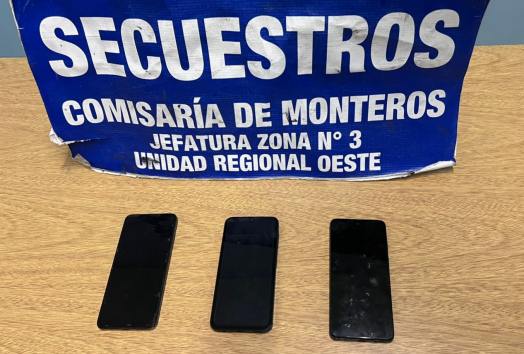 SECUESTROS
COMISARÍA DE MONTEROS
JEFATURA ZONA N° 3
UNIDAD REGIONAL OESTE